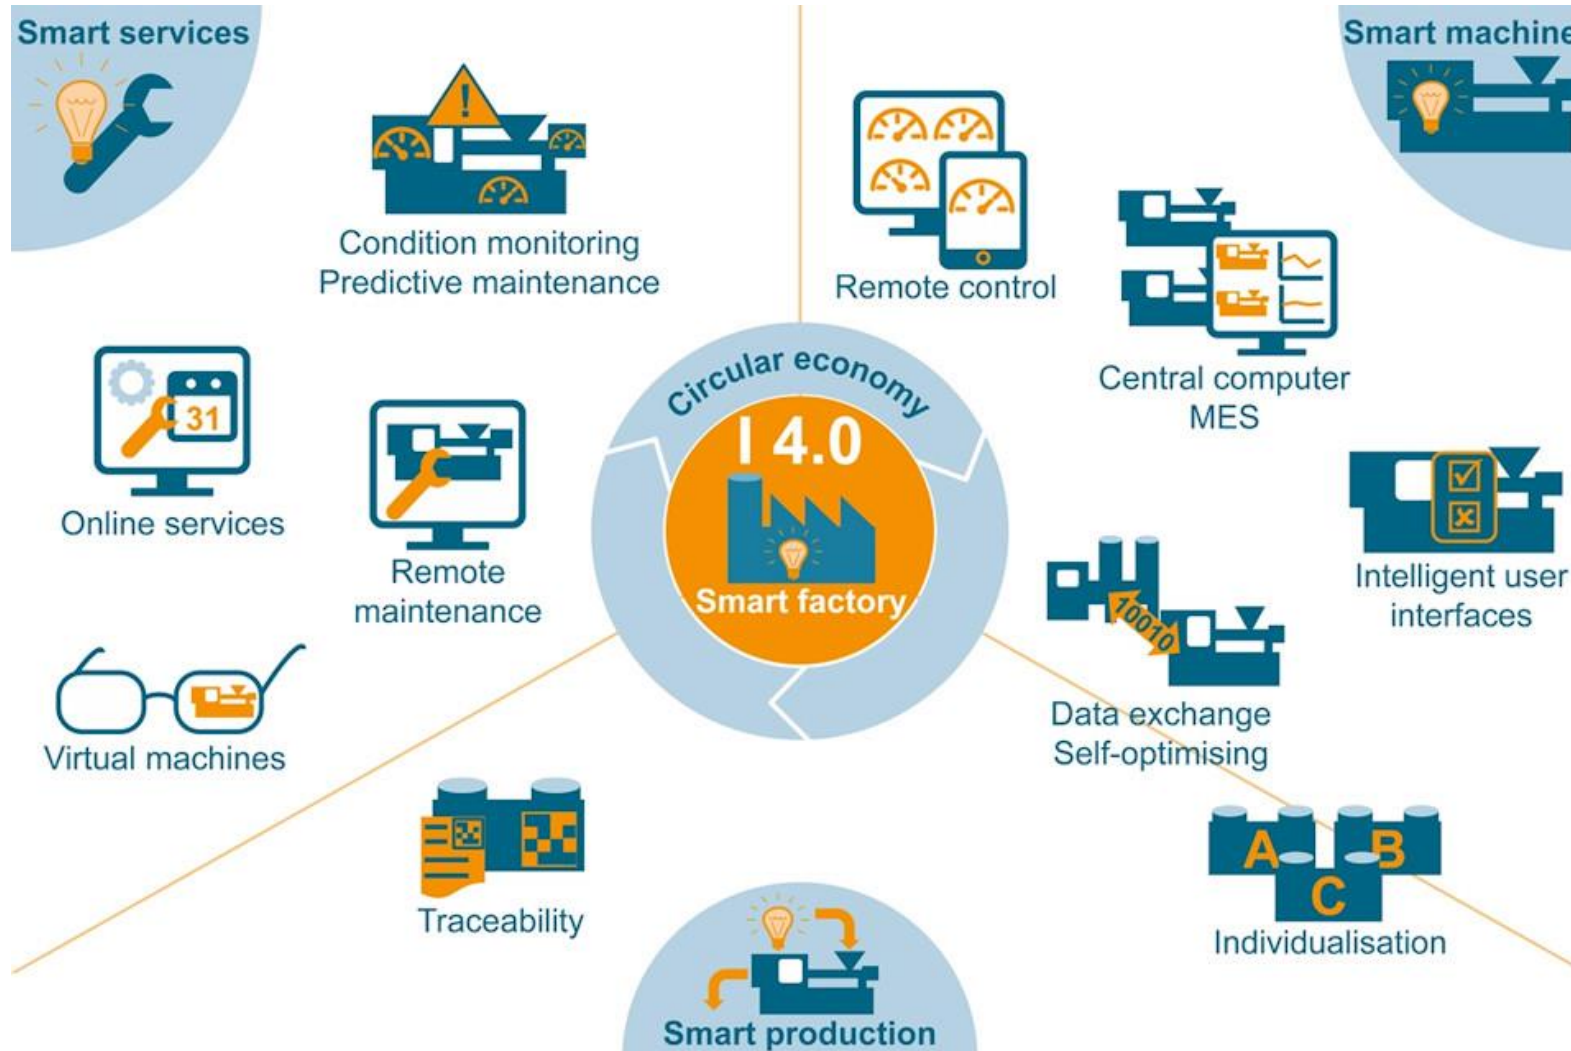 Smart services
Smart machine
Condition monitoring
Predictive maintenance
Remote control
Central computer
MES
Circular economy
I 4.0
Smart factory
31
Online services
Remote
maintenance
Intelligent user
interfaces
10010
Data exchange
Self-optimising
Virtual machines
Traceability
A
B
C
Individualisation
Smart production